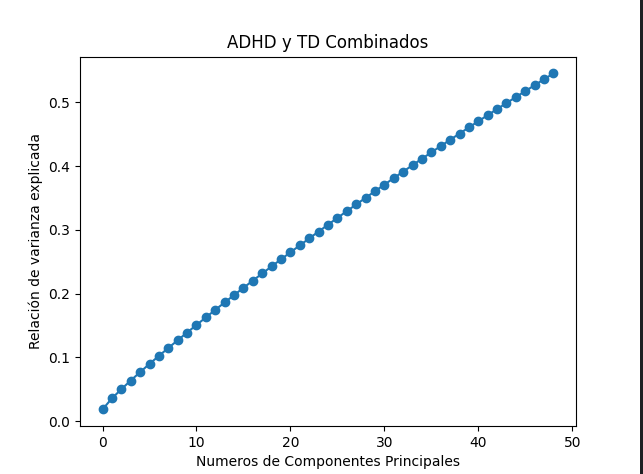 ADHD y TD Combinados
Relación de varianza explicada
0.5
0.4
0.3
0.2
0.1
0.0
0 10 20 30 40 50
Numeros de Componentes Principales